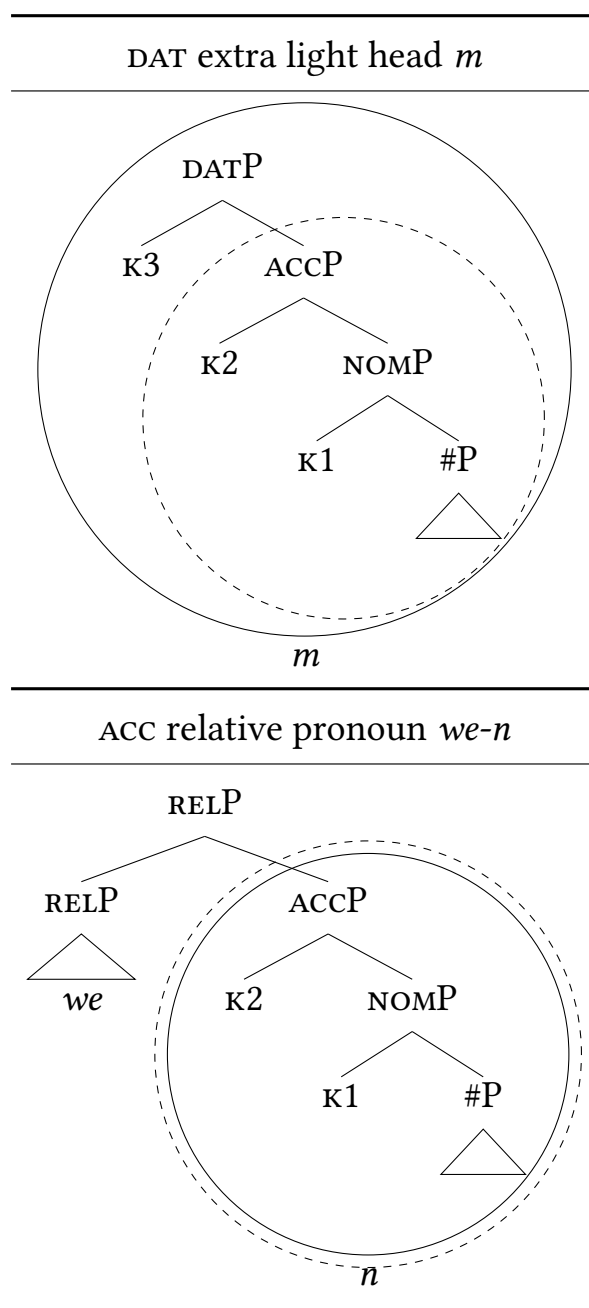 DAT extra light head m
DATP
K3 ACCP
K2 NOMP
K1 #P
m
ACC relative pronoun we-n
RELP
RELP ACCP
we K2 NOMP
K1 #P
n